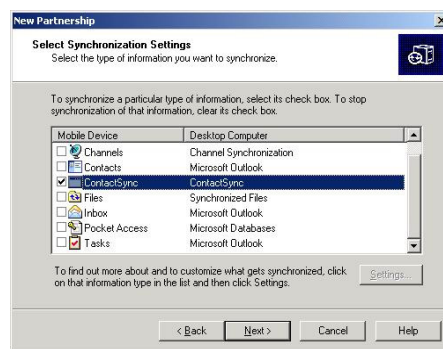 New Partnership
Select Synchronization Settings
Select the type of information you want to synchronize.
To synchronize a particular type of information, select its check box. To stop
synchronization of that information, clear its check box.
Mobile Device Desktop Computer
Channels Channel Synchronization
Contacts Microsoft Outlook
ContactSync ContactSync
Files Synchronized Files
Inbox Microsoft Outlook
Pocket Access Microsoft Databases
Tasks Microsoft Outlook
To find out more about and to customize what gets synchronized, click
on that information type in the list and then click Settings.
Settings...
< Back Next > Cancel Help